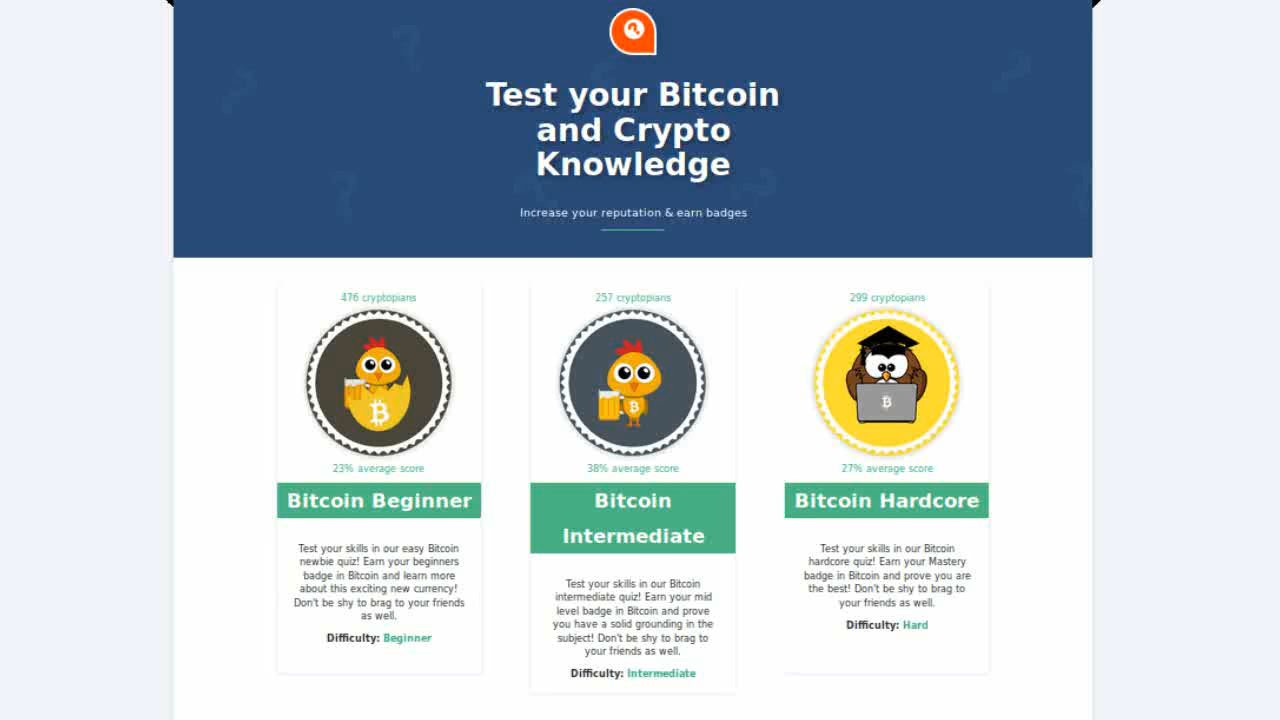 Test your Bitcoin
and Crypto
Knowledge
Increase your reputation & earn badges
476 cryptopians
23% average score
Bitcoin Beginner
Test your skills in our easy Bitcoin
newbie quiz! Earn your beginners
badge in Bitcoin and learn more
about this exciting new currency!
Don't be shy to brag to your friends
as well.
Difficulty: Beginner
257 cryptopians
38% average score
Bitcoin
Intermediate
Test your skills in our Bitcoin
intermediate quiz! Earn your mid
level badge in Bitcoin and prove
you have a solid grounding in the
subject! Don't be shy to brag to
your friends as well.
Difficulty: Intermediate
299 cryptopians
27% average score
Bitcoin Hardcore
Test your skills in our Bitcoin
hardcore quiz! Earn your Mastery
badge in Bitcoin and prove you are
the best! Don't be shy to brag to
your friends as well.
Difficulty: Hard